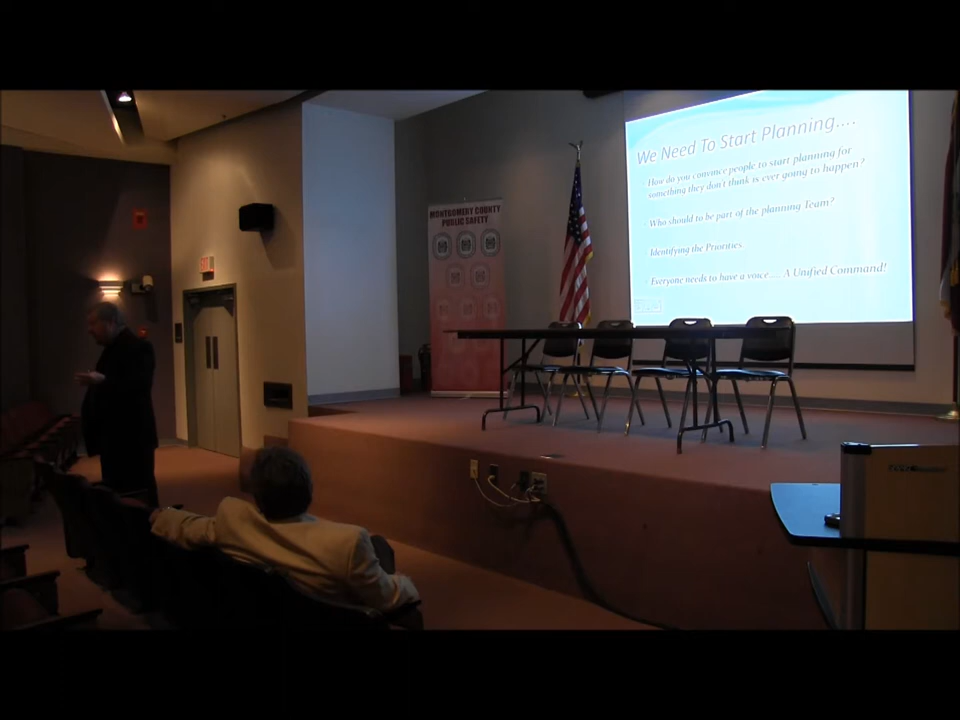 We Need To Start Planning....
How do you convince people to start planning for
something they don't think is ever going to happen?
Who should to be part of the planning Team?
Identifying the Priorities
Everyone needs to have a voice.... A Unified Command!
MONTGOMERY COUNTY
PUBLIC SAFETY
EXIT